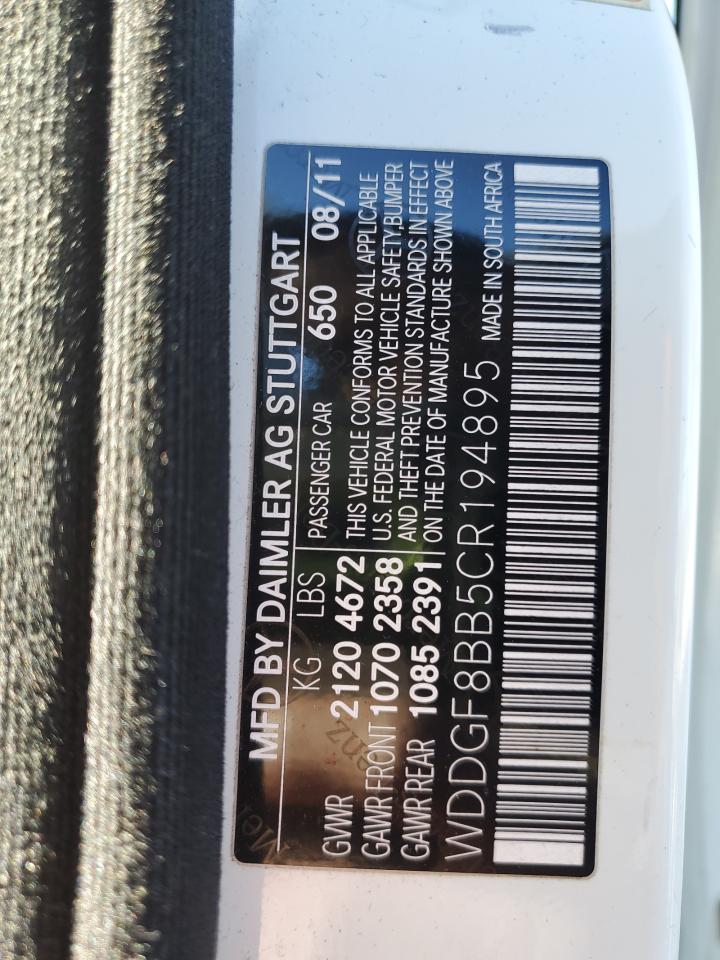 MFD BY DAIMLER AG STUTTGART
KG LBS PASSENGER CAR 650 08/11
GVWR 2120 4672 THIS VEHICLE CONFORMS TO ALL APPLICABLE
GAWR FRONT 1070 2358 U.S. FEDERAL MOTOR VEHICLE SAFETY,BUMPER
GAWR REAR 1085 2391 AND THEFT PREVENTION STANDARDS IN EFFECT
ON THE DATE OF MANUFACTURE SHOWN ABOVE
WDDGF8BB5CR194895 MADE IN SOUTH AFRICA